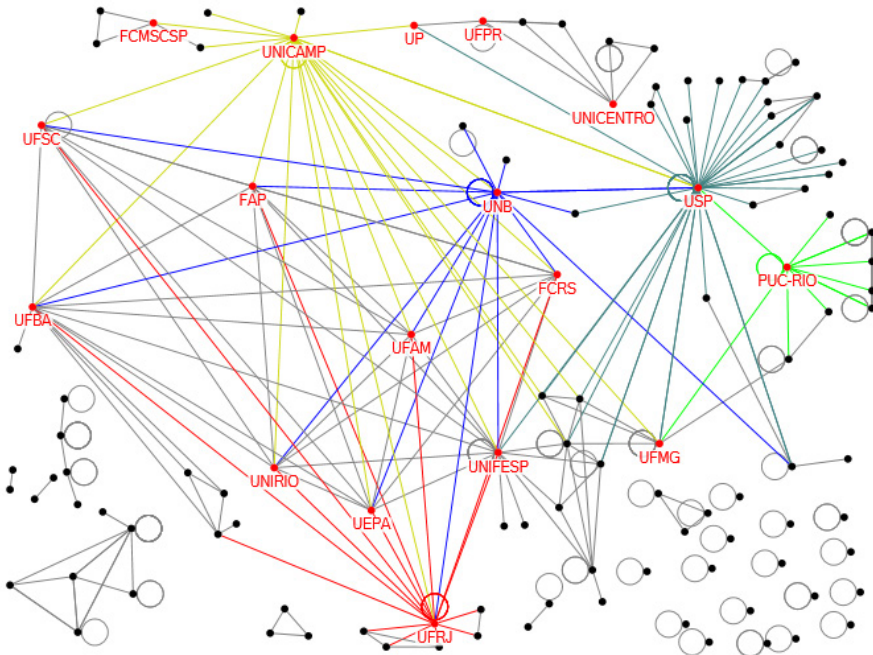 FCMSCSP
UNICAMP
UP
UFPR
UNICENTRO
UFSC
FAP
UNB
USP
FCRS
PUC-RIO
UFBA
UFAM
UNIRIO
UNIFESP
UFMG
UEPA
UFRJ